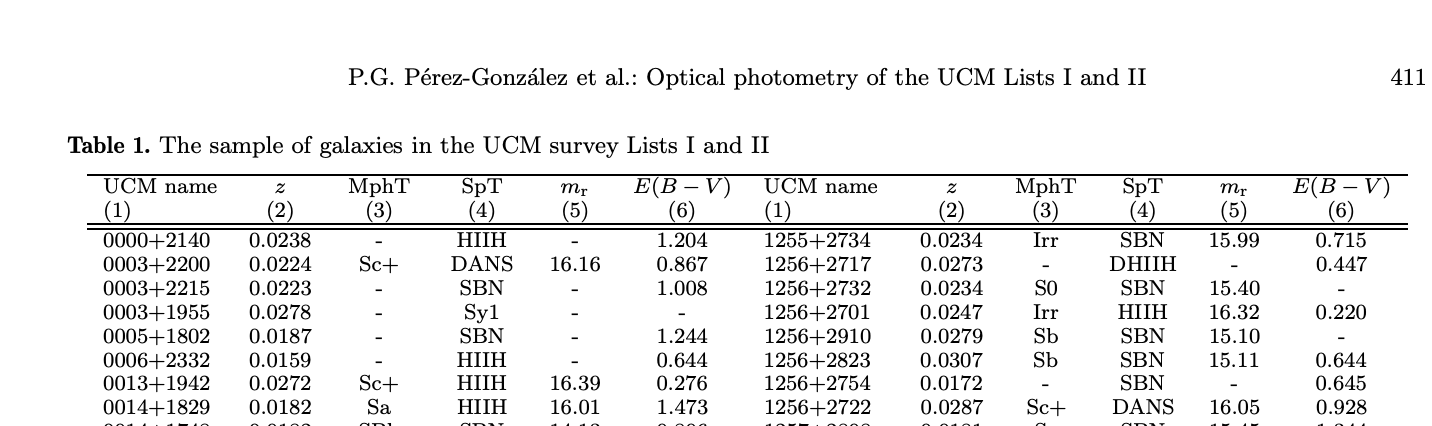 P.G. Pérez-González et al.: Optical photometry of the UCM Lists I and II 411
Table 1. The sample of galaxies in the UCM survey Lists I and II
UCM name z MphT SpT mr E(B − V) UCM name z MphT SpT mr E(B − V)
(1) (2) (3) (4) (5) (6) (1) (2) (3) (4) (5) (6)
0000+2140 0.0238 - HIIH - 1.204 1255+2734 0.0234 Irr SBN 15.99 0.715
0003+2200 0.0224 Sc+ DANS 16.16 0.867 1256+2717 0.0273 - DHIIH - 0.447
0003+2215 0.0223 - SBN - 1.008 1256+2732 0.0234 S0 SBN 15.40 -
0003+1955 0.0278 - Sy1 - - 1256+2701 0.0247 Irr HIIH 16.32 0.220
0005+1802 0.0187 - SBN - 1.244 1256+2910 0.0279 Sb SBN 15.10 -
0006+2332 0.0159 - HIIH - 0.644 1256+2823 0.0307 Sb SBN 15.11 0.644
0013+1942 0.0272 Sc+ HIIH 16.39 0.276 1256+2754 0.0172 - SBN - 0.645
0014+1829 0.0182 Sa HIIH 16.01 1.473 1256+2722 0.0287 Sc+ DANS 16.05 0.928